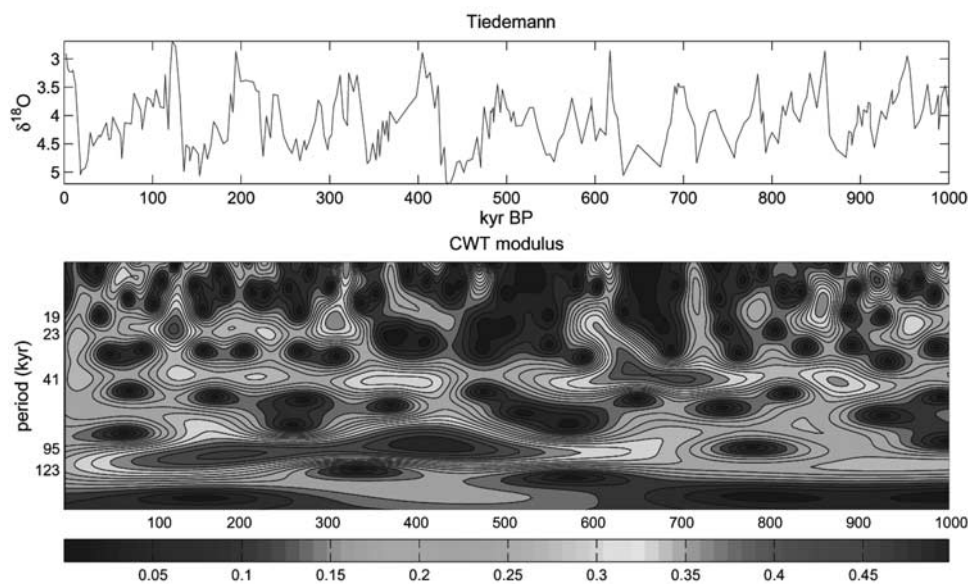 Tiedemann
δ18O
3
3.5
4
4.5
5
0 100 200 300 400 500 600 700 800 900 1000
kyr BP
CWT modulus
period (kyr)
19
23
41
95
123
100 200 300 400 500 600 700 800 900 1000
0.05 0.1 0.15 0.2 0.25 0.3 0.35 0.4 0.45